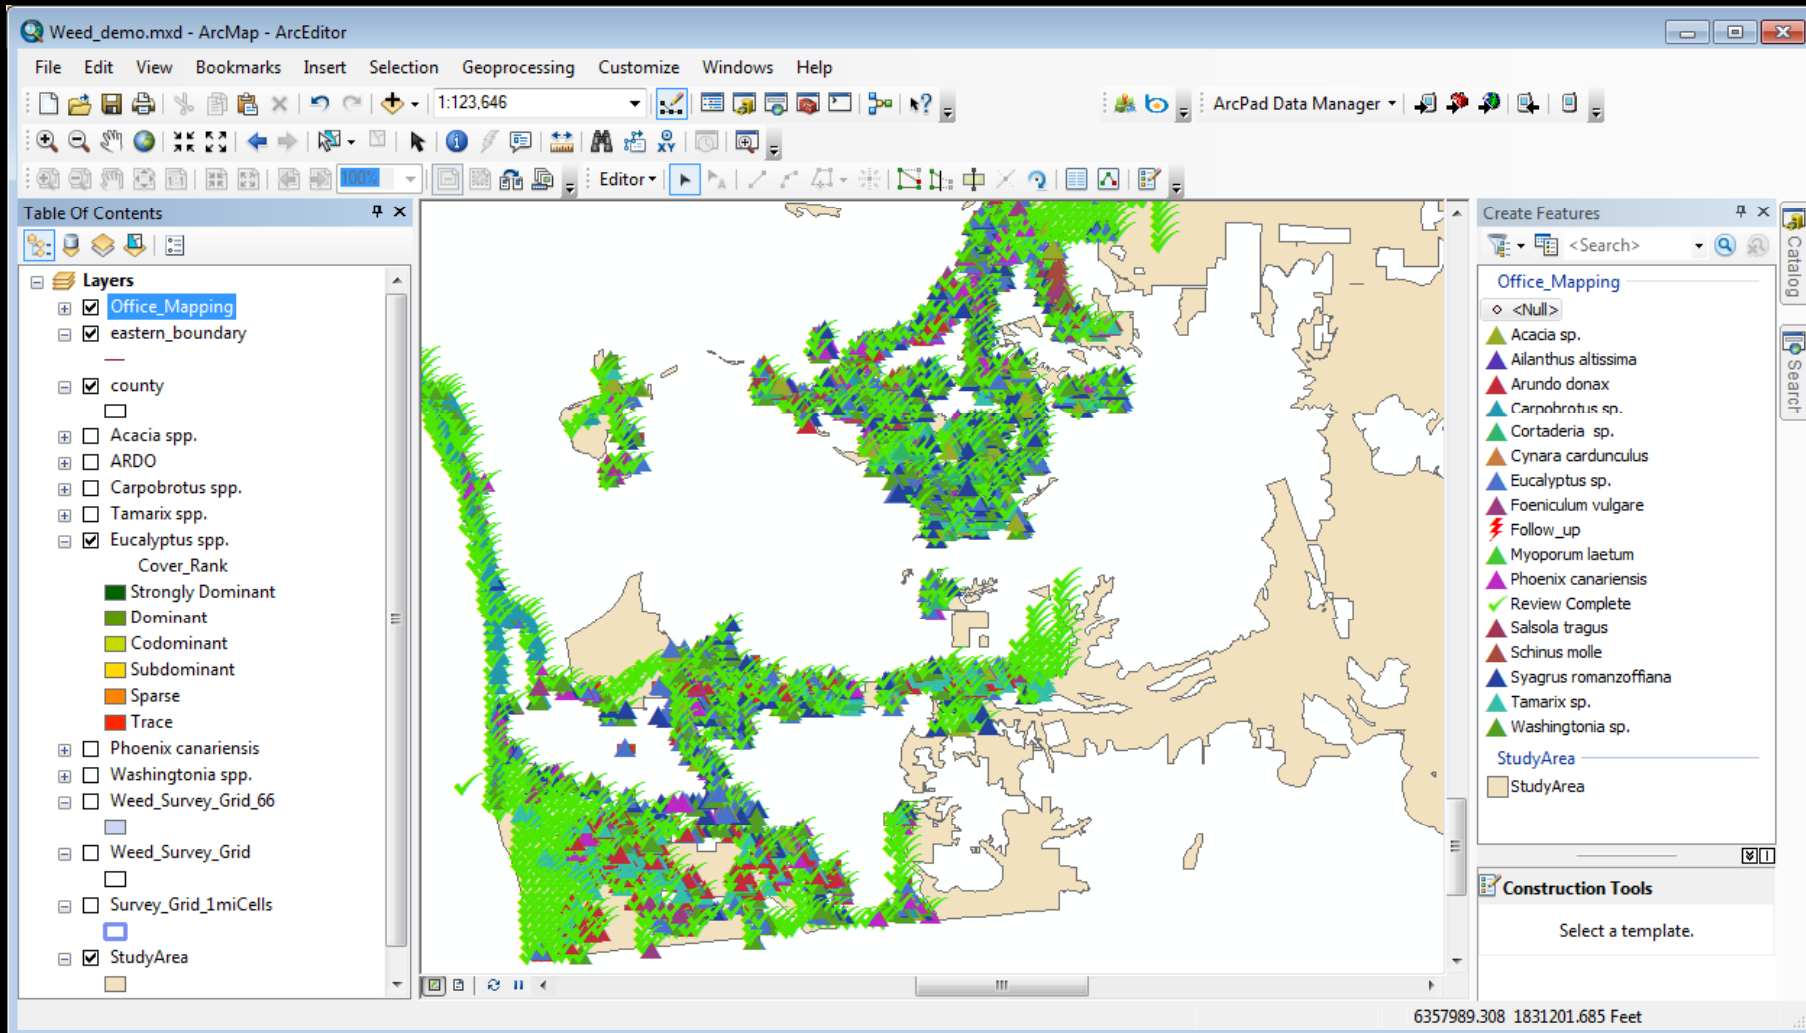 Weed_demo.mxd - ArcMap - ArcEditor
File Edit View Bookmarks Insert Selection Geoprocessing Customize Windows Help
1:123,646
ArcPad Data Manager
100%
Editor
Table Of Contents
Layers
Office_Mapping
eastern_boundary
county
Acacia spp.
ARDO
Carpobrotus spp.
Tamarix spp.
Eucalyptus spp.
Cover_Rank
Strongly Dominant
Dominant
Codominant
Subdominant
Sparse
Trace
Phoenix canariensis
Washingtonia spp.
Weed_Survey_Grid_66
Weed_Survey_Grid
Survey_Grid_1miCells
StudyArea
Create Features
<Search>
Office_Mapping
<Null>
Acacia sp.
Ailanthus altissima
Arundo donax
Carpobrotus sp.
Cortaderia sp.
Cynara cardunculus
Eucalyptus sp.
Foeniculum vulgare
Follow_up
Myoporum laetum
Phoenix canariensis
Review Complete
Salsola tragus
Schinus molle
Syagrus romanzoffiana
Tamarix sp.
Washingtonia sp.
StudyArea
StudyArea
Construction Tools
Select a template.
Catalog
Search
6357989.308 1831201.685 Feet